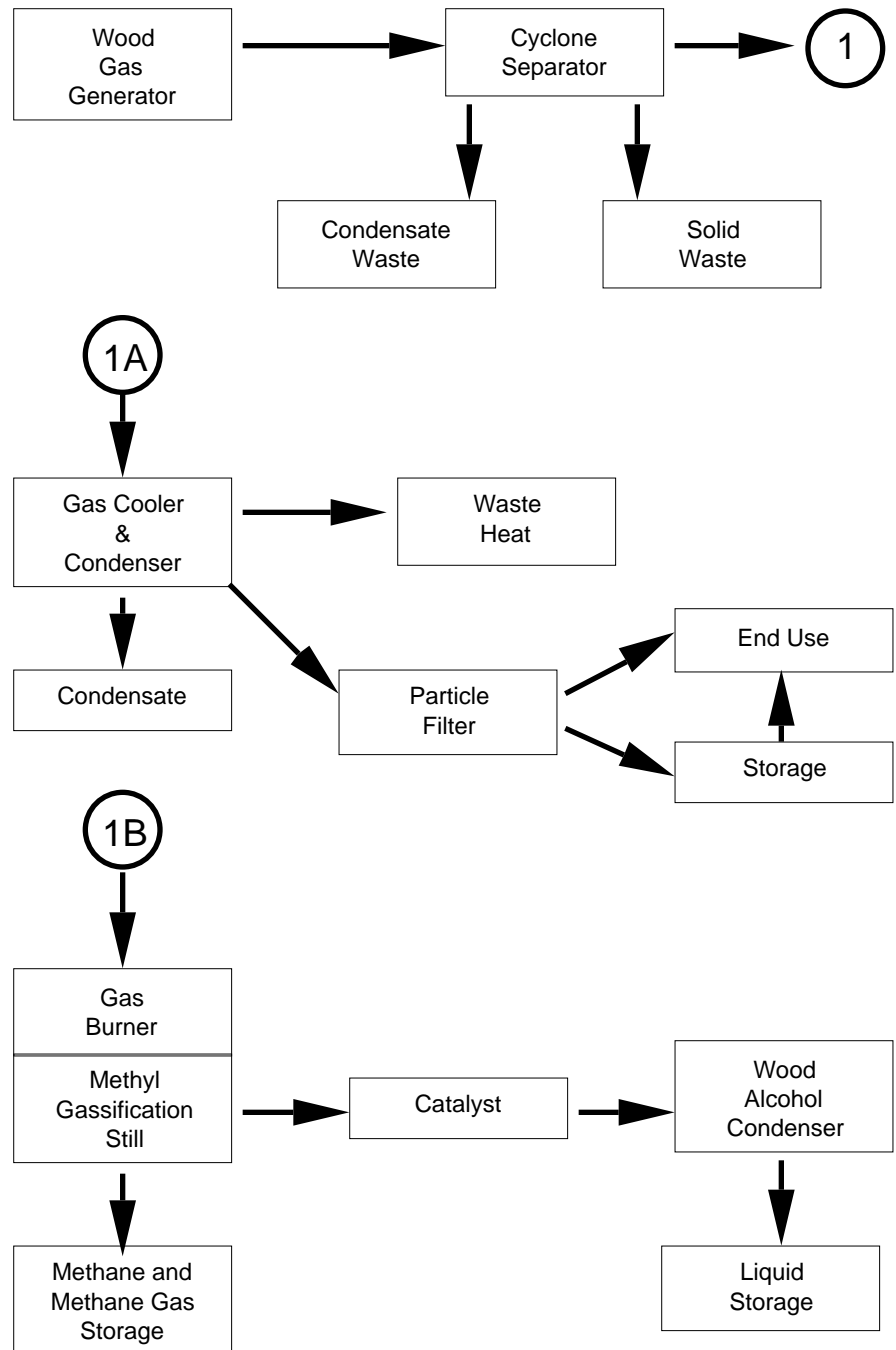 Wood
Gas
Generator
Cyclone
Separator
1
Condensate
Waste
Solid
Waste
1A
Gas Cooler
&
Condenser
Waste
Heat
Condensate
Particle
Filter
End Use
Storage
1B
Gas
Burner
Methyl
Gassification
Still
Catalyst
Wood
Alcohol
Condenser
Methane and
Methane Gas
Storage
Liquid
Storage